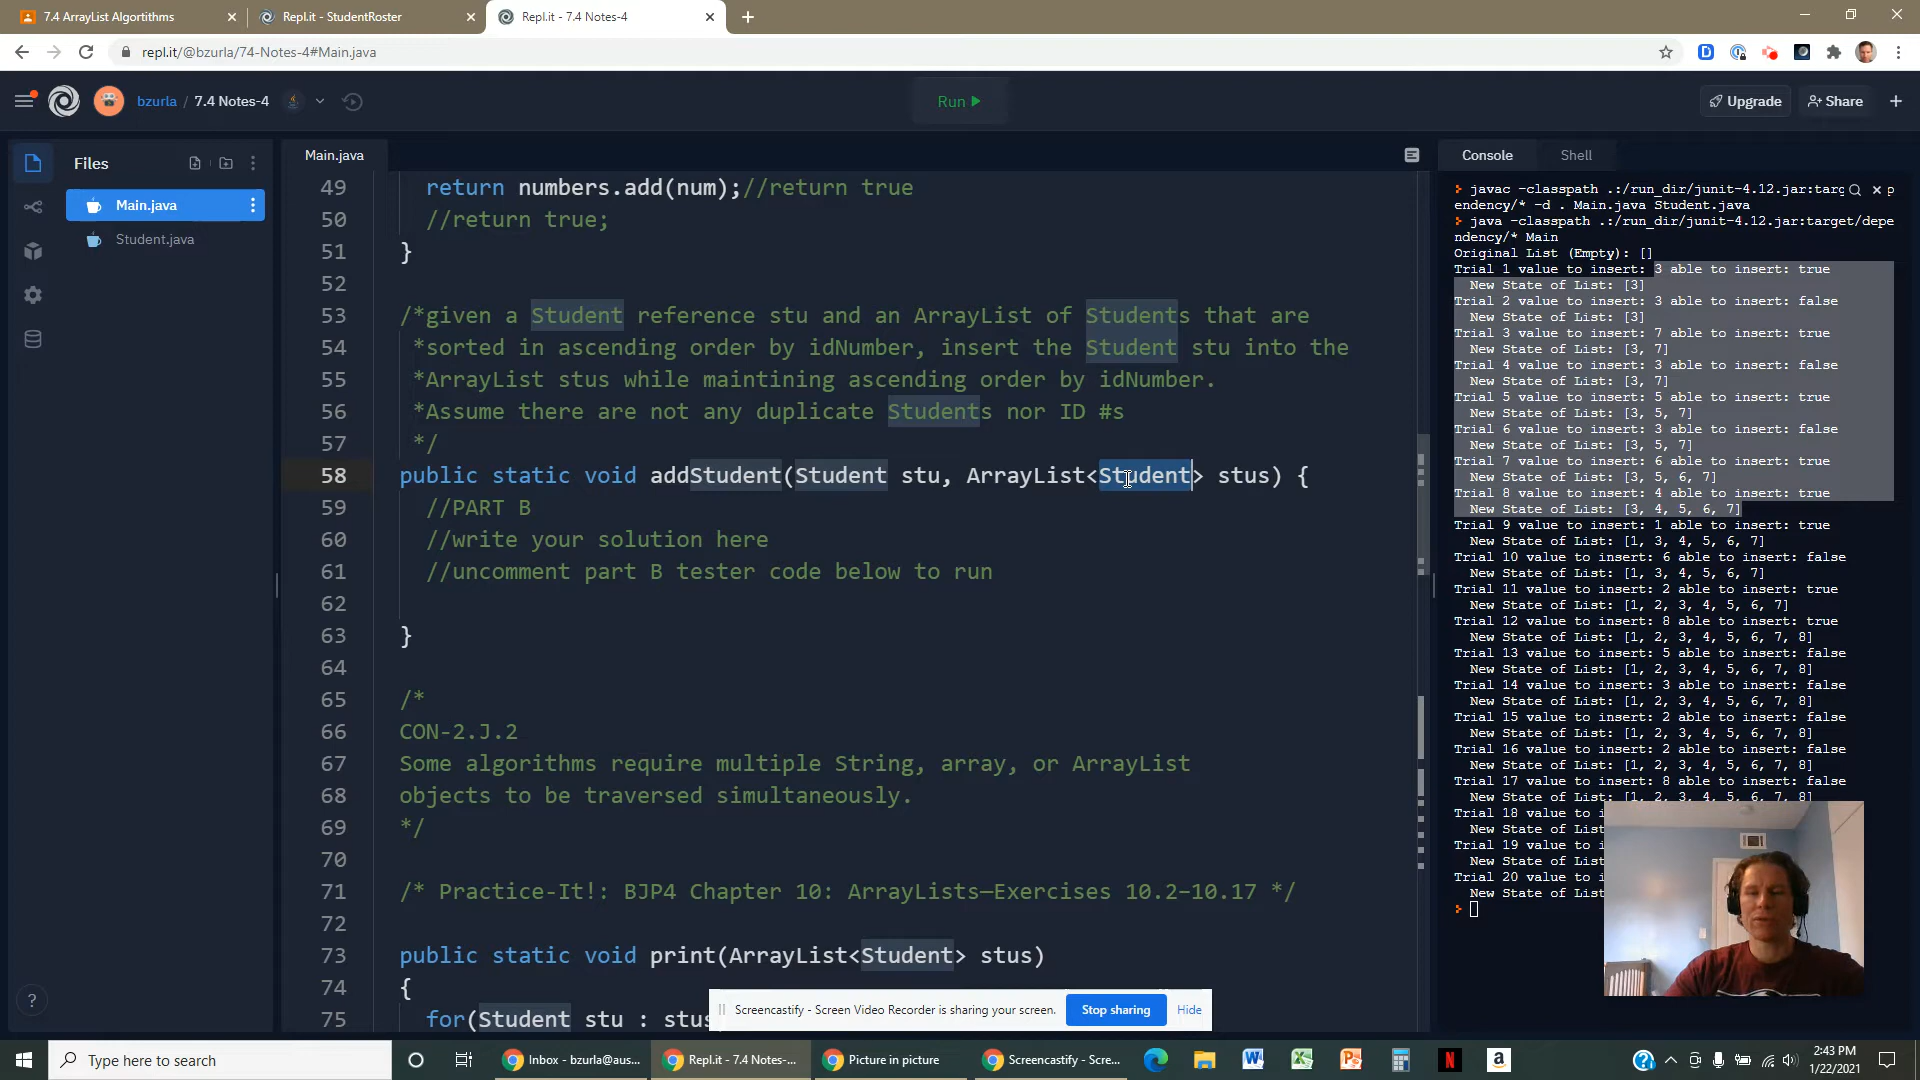 7.4 ArrayList Algortithms
Repl.it - StudentRoster
Repl.it - 7.4 Notes-4
repl.it/@bzurla/74-Notes-4#Main.java
bzurla / 7.4 Notes-4
Run
Upgrade
Share
Files
Main.java
Student.java
Main.java
49 return numbers.add(num);//return true
50 //return true;
51 }
52
53 /*given a Student reference stu and an ArrayList of Students that are
54 *sorted in ascending order by idNumber, insert the Student stu into the
55 *ArrayList stus while maintining ascending order by idNumber.
56 *Assume there are not any duplicate Students nor ID #s
57 */
58 public static void addStudent(Student stu, ArrayList<Student> stus) {
59 //PART B
60 //write your solution here
61 //uncomment part B tester code below to run
62
63 }
64
65 /*
66 CON-2.J.2
67 Some algorithms require multiple String, array, or ArrayList
68 objects to be traversed simultaneously.
69 */
70
71 /* Practice-It!: BJP4 Chapter 10: ArrayLists—Exercises 10.2–10.17 */
72
73 public static void print(ArrayList<Student> stus)
74 {
75 for(Student stu : stus
Console
Shell
javac -classpath .:/run_dir/junit-4.12.jar:targ
p
endency/* -d . Main.java Student.java
java -classpath .:/run_dir/junit-4.12.jar:target/depe
ndency/* Main
Original List (Empty): []
Trial 1 value to insert: 3 able to insert: true
New State of List: [3]
Trial 2 value to insert: 3 able to insert: false
New State of List: [3]
Trial 3 value to insert: 7 able to insert: true
New State of List: [3, 7]
Trial 4 value to insert: 3 able to insert: false
New State of List: [3, 7]
Trial 5 value to insert: 5 able to insert: true
New State of List: [3, 5, 7]
Trial 6 value to insert: 3 able to insert: false
New State of List: [3, 5, 7]
Trial 7 value to insert: 6 able to insert: true
New State of List: [3, 5, 6, 7]
Trial 8 value to insert: 4 able to insert: true
New State of List: [3, 4, 5, 6, 7]
Trial 9 value to insert: 1 able to insert: true
New State of List: [1, 3, 4, 5, 6, 7]
Trial 10 value to insert: 6 able to insert: false
New State of List: [1, 3, 4, 5, 6, 7]
Trial 11 value to insert: 2 able to insert: true
New State of List: [1, 2, 3, 4, 5, 6, 7]
Trial 12 value to insert: 8 able to insert: true
New State of List: [1, 2, 3, 4, 5, 6, 7, 8]
Trial 13 value to insert: 5 able to insert: false
New State of List: [1, 2, 3, 4, 5, 6, 7, 8]
Trial 14 value to insert: 3 able to insert: false
New State of List: [1, 2, 3, 4, 5, 6, 7, 8]
Trial 15 value to insert: 2 able to insert: false
New State of List: [1, 2, 3, 4, 5, 6, 7, 8]
Trial 16 value to insert: 2 able to insert: false
New State of List: [1, 2, 3, 4, 5, 6, 7, 8]
Trial 17 value to insert: 8 able to insert: false
New State of List: [1, 2, 3, 4, 5, 6, 7, 8]
Trial 18 value to i
New State of List
Trial 19 value to i
New State of List
Trial 20 value to i
New State of List
Screencastify - Screen Video Recorder is sharing your screen.
Stop sharing
Hide
Type here to search
Inbox - bzurla@aus...
Repl.it - 7.4 Notes-...
Picture in picture
Screencastify - Scre...
2:43 PM
1/22/2021